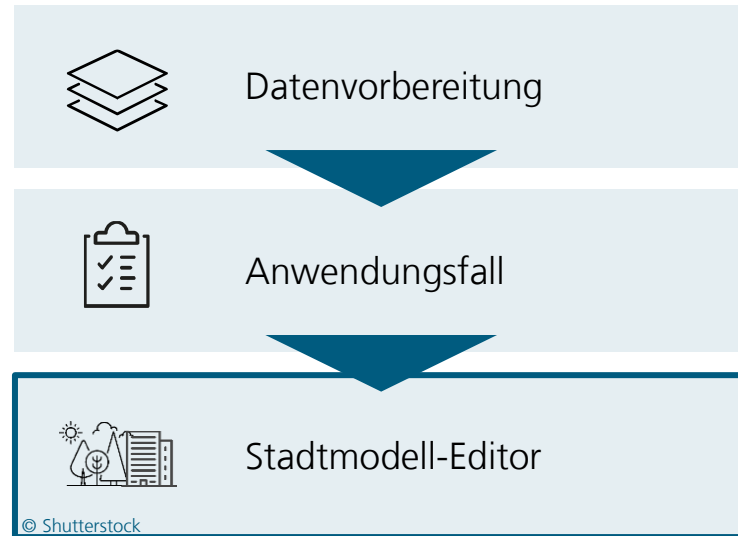 Datenvorbereitung
Anwendungsfall
Stadtmodell-Editor
© Shutterstock